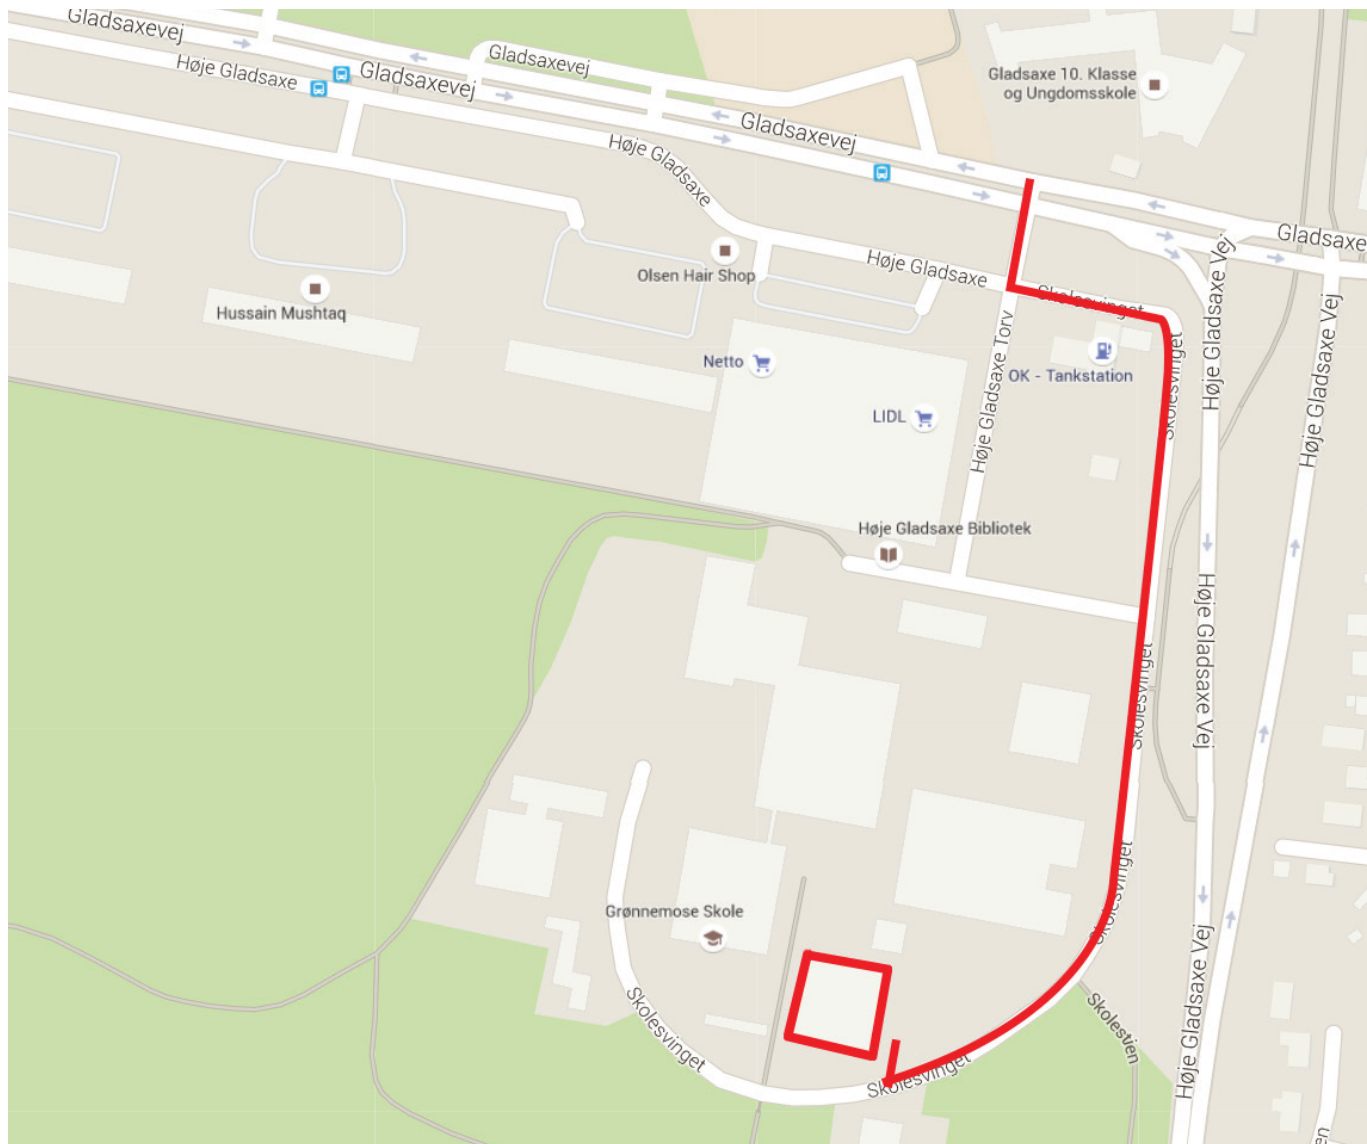 Gladsaxevej
Høje Gladsaxe
Gladsaxevej
Gladsaxevej
Gladsaxe 10. Klasse
og Ungdomsskole
Gladsaxevej
Høje Gladsaxe
Gladsaxe
Høje Gladsaxe Vej
Høje Gladsaxe
Olsen Hair Shop
Skolesvinget
Hussain Mushtaq
Netto
OK - Tankstation
Høje Gladsaxe Torv
Skolesvinget
Høje Gladsaxe Vej
LIDL
Høje Gladsaxe Bibliotek
Høje Gladsaxe Vej
Skolesvinget
Skolesvinget
Grønnemose Skole
Høje Gladsaxe Vej
Skolesvinget
Skolestien
Skolesvinget
en